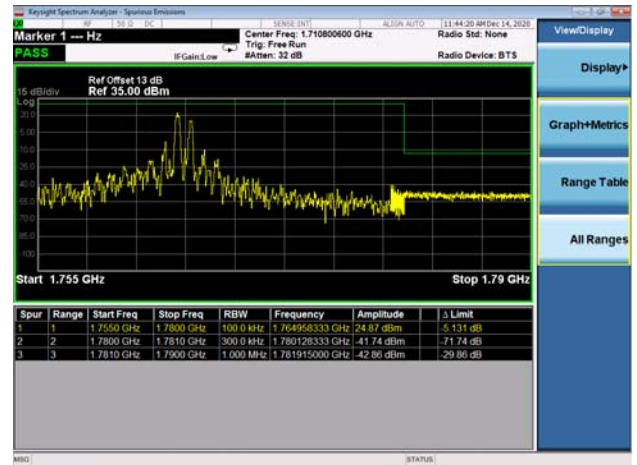 Keysight Spectrum Analyzer - Spurious Emissions
RF 50 Ω DC SENSE:INT ALIGN AUTO 11:44:20 AM Dec 14, 2020
Marker 1 --- Hz
Center Freq: 1.710800600 GHz
Radio Std: None
Trig: Free Run
PASS
IFGain:Low
#Atten: 32 dB
Radio Device: BTS
Ref Offset 13 dB
15 dB/div Ref 35.00 dBm
Log
20.0
5.00
-10.0
-25.0
-40.0
-55.0
-70.0
-85.0
-100
Start 1.755 GHz
Stop 1.79 GHz
Spur Range Start Freq Stop Freq RBW Frequency Amplitude Δ Limit
1 1 1.7550 GHz 1.7800 GHz 100.0 kHz 1.764958333 GHz 24.87 dBm -5.131 dB
2 2 1.7800 GHz 1.7810 GHz 300.0 kHz 1.780128333 GHz -41.74 dBm -71.74 dB
3 3 1.7810 GHz 1.7900 GHz 1.000 MHz 1.781915000 GHz -42.86 dBm -29.86 dB
MSG
STATUS
View/Display
Display
Graph+Metrics
Range Table
All Ranges